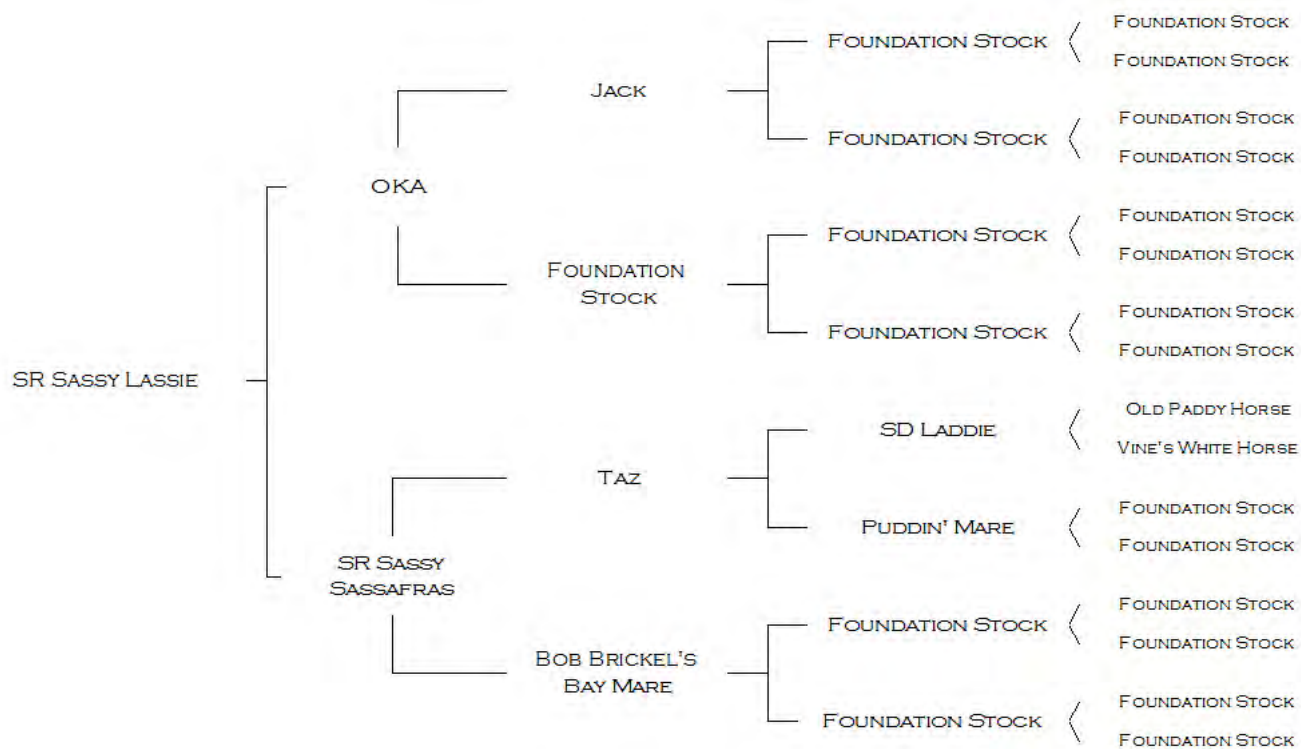 Foundation Stock
Foundation Stock
Foundation Stock
Jack
Foundation Stock
Foundation Stock
Foundation Stock
OKA
Foundation Stock
Foundation Stock
Foundation Stock
Foundation
Stock
Foundation Stock
Foundation Stock
Foundation Stock
SR Sassy Lassie
Old Paddy Horse
SD Laddie
Vine's White Horse
Taz
Foundation Stock
Puddin' Mare
Foundation Stock
SR Sassy
Sassafras
Foundation Stock
Foundation Stock
Foundation Stock
Bob Brickel's
Bay Mare
Foundation Stock
Foundation Stock
Foundation Stock